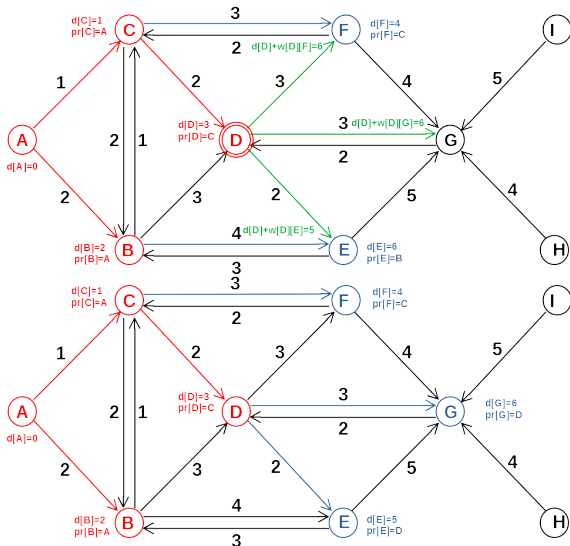 3
d[C]=1
pr[C]=A
C
F
d[F]=4
pr[F]=C
I
2
d[D]+w[D][F]=6
1
2
3
4
5
d[D]=3
pr[D]=C
3
d[D]+w[D][G]=6
A
2
1
D
G
d[A]=0
2
2
3
2
5
4
d[B]=2
pr[B]=A
B
4
d[D]+w[D][E]=5
E
d[E]=6
pr[E]=B
H
3
3
d[C]=1
pr[C]=A
C
F
d[F]=4
pr[F]=C
I
2
1
2
3
4
5
d[D]=3
pr[D]=C
3
d[G]=6
pr[G]=D
A
2
1
D
G
d[A]=0
2
2
3
2
5
4
d[B]=2
pr[B]=A
B
4
E
d[E]=5
pr[E]=D
H
3